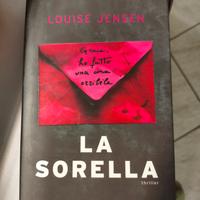 LOUISE JENSEN
Grace,
ho fatto
una cosa
orribile
LA
SORELLA
thriller